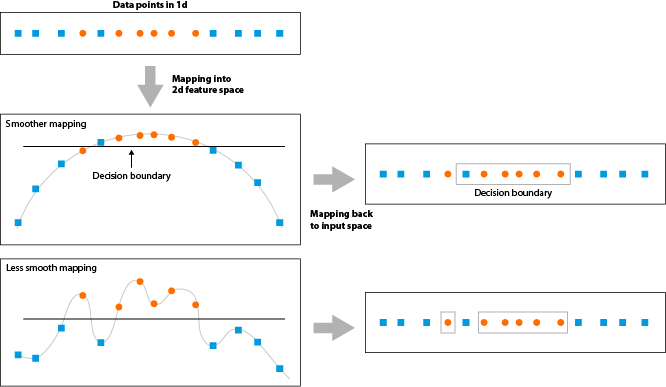 Data points in 1d
Mapping into
2d feature space
Smoother mapping
Decision boundary
Decision boundary
Mapping back
to input space
Less smooth mapping